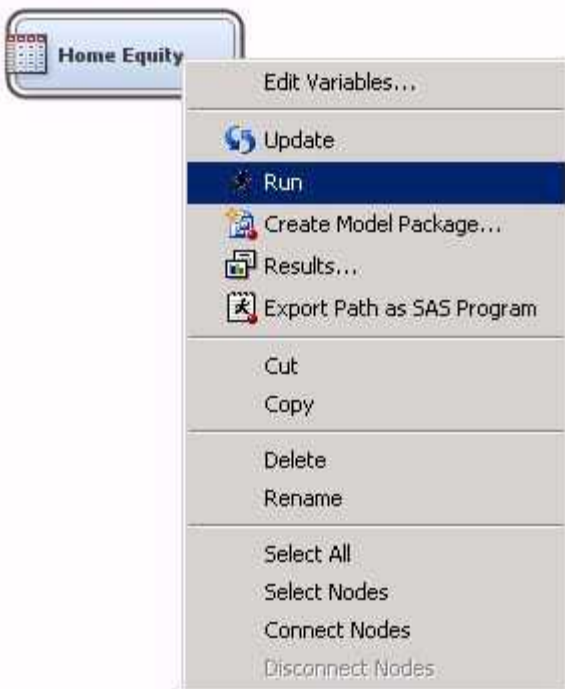 Home Equity
Edit Variables...
Update
Run
Create Model Package...
Results...
Export Path as SAS Program
Cut
Copy
Delete
Rename
Select All
Select Nodes
Connect Nodes
Disconnect Nodes